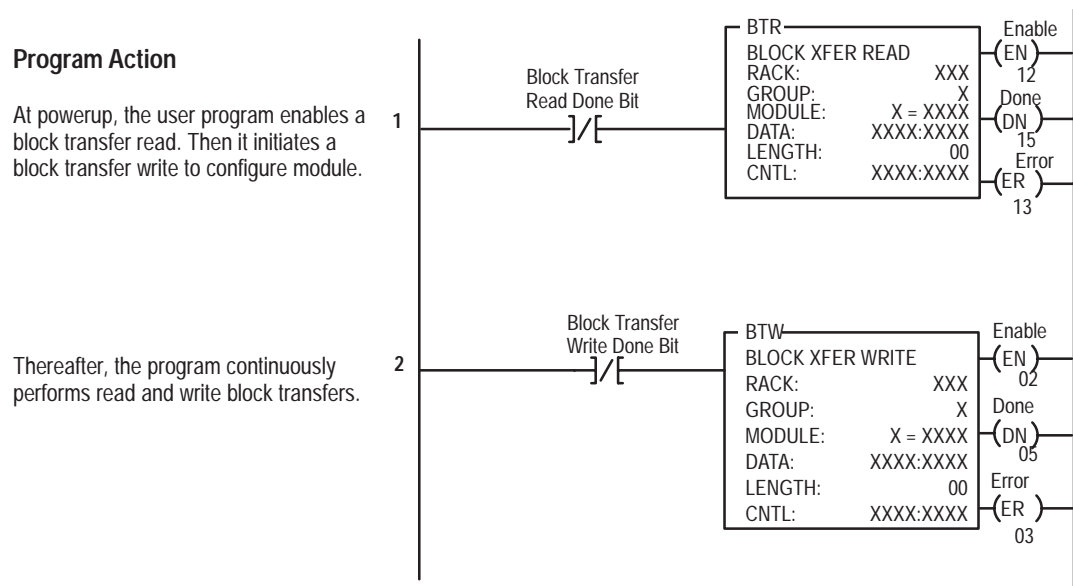 Program Action
At powerup, the user program enables a
block transfer read. Then it initiates a
block transfer write to configure module.
1
Block Transfer
Read Done Bit
]/[
BTR
BLOCK XFER READ
RACK: XXX
GROUP: X
MODULE: X = XXXX
DATA: XXXX:XXXX
LENGTH: 00
CNTL: XXXX:XXXX
Enable
(EN)
12
Done
(DN)
15
Error
(ER)
13
Thereafter, the program continuously
performs read and write block transfers.
2
Block Transfer
Write Done Bit
]/[
BTW
BLOCK XFER WRITE
RACK: XXX
GROUP: X
MODULE: X = XXXX
DATA: XXXX:XXXX
LENGTH: 00
CNTL: XXXX:XXXX
Enable
(EN)
02
Done
(DN)
05
Error
(ER)
03